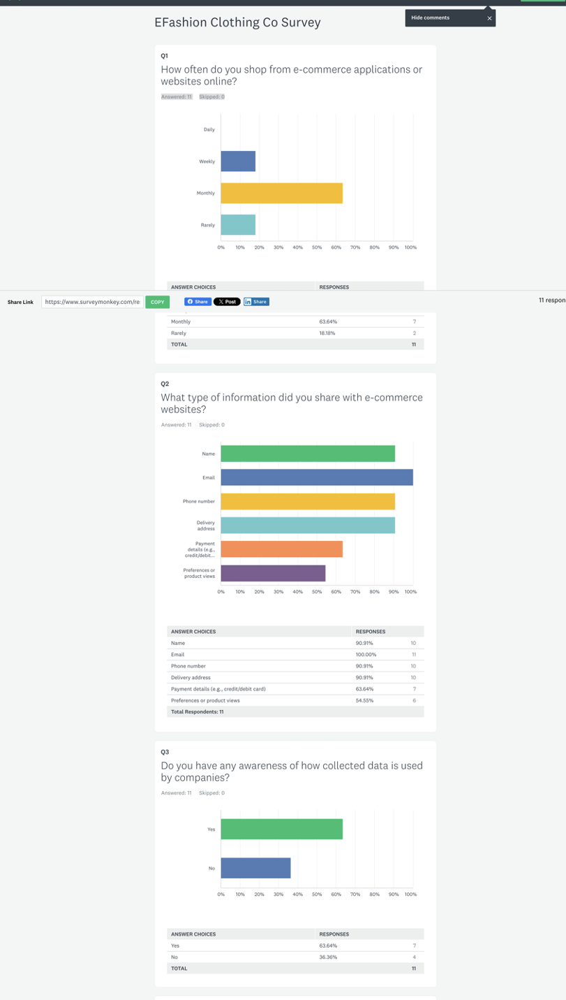 Hide comments
EFashion Clothing Co Survey
Q1
How often do you shop from e-commerce applications or
websites online?
Answered: 11 Skipped: 0
Daily
Weekly
Monthly
Rarely
0% 10% 20% 30% 40% 50% 60% 70% 80% 90% 100%
ANSWER CHOICES RESPONSES
Share Link https://www.surveymonkey.com/re COPY Share Post Share 11 respon
Monthly 63.64% 7
Rarely 18.18% 2
TOTAL 11
Q2
What type of information did you share with e-commerce
websites?
Answered: 11 Skipped: 0
Name
Email
Phone number
Delivery
address
Payment
details (e.g.,
credit/debit...
Preferences or
product views
0% 10% 20% 30% 40% 50% 60% 70% 80% 90% 100%
ANSWER CHOICES RESPONSES
Name 90.91% 10
Email 100.00% 11
Phone number 90.91% 10
Delivery address 90.91% 10
Payment details (e.g., credit/debit card) 63.64% 7
Preferences or product views 54.55% 6
Total Respondents: 11
Q3
Do you have any awareness of how collected data is used
by companies?
Answered: 11 Skipped: 0
Yes
No
0% 10% 20% 30% 40% 50% 60% 70% 80% 90% 100%
ANSWER CHOICES RESPONSES
Yes 63.64% 7
No 36.36% 4
TOTAL 11